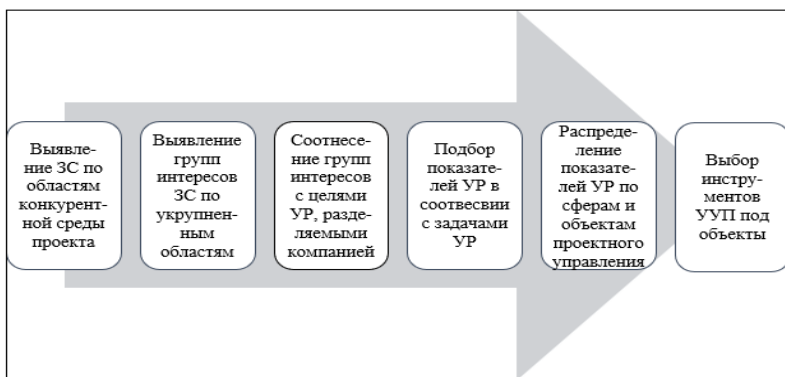 Выявле-
ние ЗС по
областям
конкурент-
ной среды
проекта
Выявление
групп
интересов
ЗС по
укрупнен-
ным
областям
Соотнесе-
ние групп
интересов
с целями
УР, разде-
ляемыми
компанией
Подбор
показате-
лей УР в
соотвесвии
с задачами
УР
Распреде-
ление
показате-
лей УР по
сферам и
объектам
проектного
управления
Выбор
инстру-
ментов
УУП под
объекты